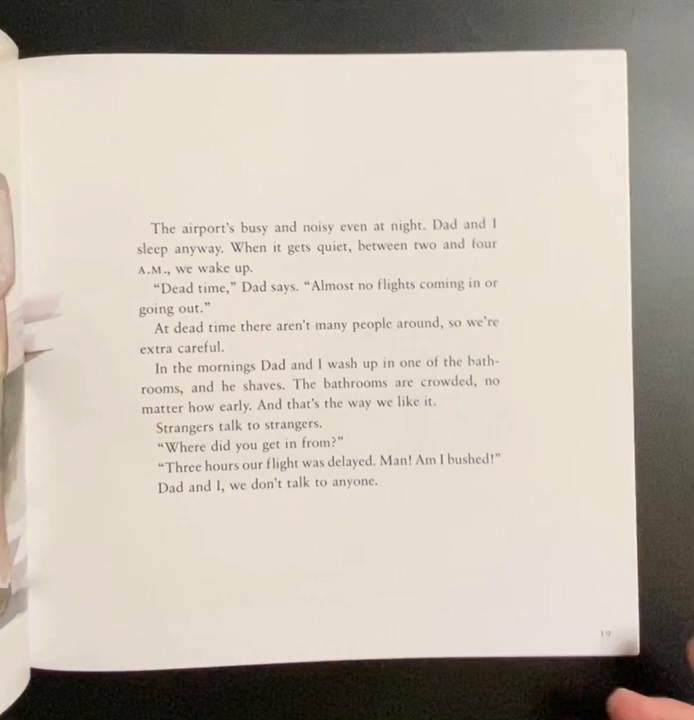 The airport's busy and noisy even at night. Dad and I
sleep anyway. When it gets quiet, between two and four
A.M., we wake up.
“Dead time,” Dad says. “Almost no flights coming in or
going out.”
At dead time there aren't many people around, so we're
extra careful.
In the mornings Dad and I wash up in one of the bath-
rooms, and he shaves. The bathrooms are crowded, no
matter how early. And that's the way we like it.
Strangers talk to strangers.
“Where did you get in from?”
“Three hours our flight was delayed. Man! Am I bushed!”
Dad and I, we don't talk to anyone.
19